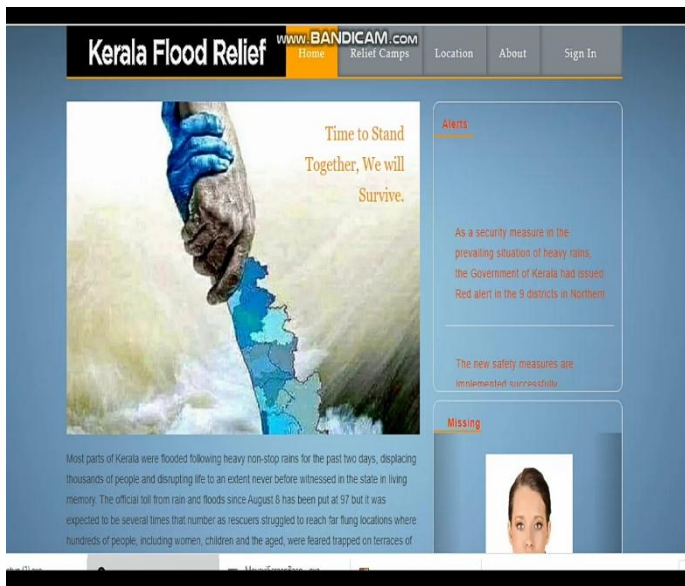 www.BANDICAM.com
Kerala Flood Relief
Home Relief Camps Location About Sign In
Time to Stand
Together, We will
Survive.
Alerts
As a security measure in the
prevailing situation of heavy rains,
the Government of Kerala had issued
Red alert in the 9 districts in Northern
The new safety measures are
implemented successfully
Missing
Most parts of Kerala were flooded following heavy non-stop rains for the past two days, displacing
thousands of people and disrupting life to an extent never before witnessed in the state in living
memory. The official toll from rain and floods since August 8 has been put at 97 but it was
expected to be several times that number as rescuers struggled to reach far flung locations where
hundreds of people, including women, children and the aged, were feared trapped on terraces of